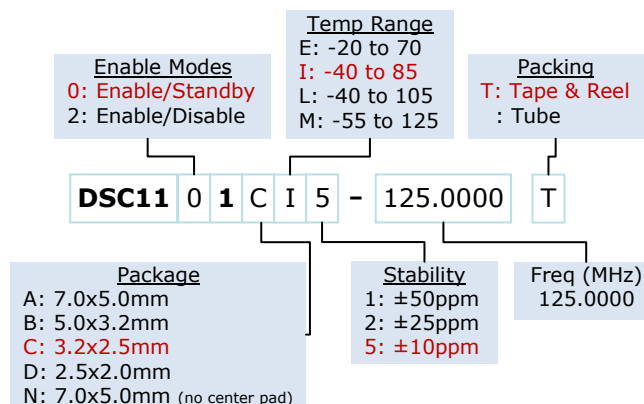 Temp Range
E: -20 to 70
I: -40 to 85
L: -40 to 105
M: -55 to 125
Enable Modes
0: Enable/Standby
2: Enable/Disable
Packing
T: Tape & Reel
: Tube
DSC11 0 1 C I 5 - 125.0000 T
Package
A: 7.0x5.0mm
B: 5.0x3.2mm
C: 3.2x2.5mm
D: 2.5x2.0mm
N: 7.0x5.0mm (no center pad)
Stability
1: ±50ppm
2: ±25ppm
5: ±10ppm
Freq (MHz)
125.0000